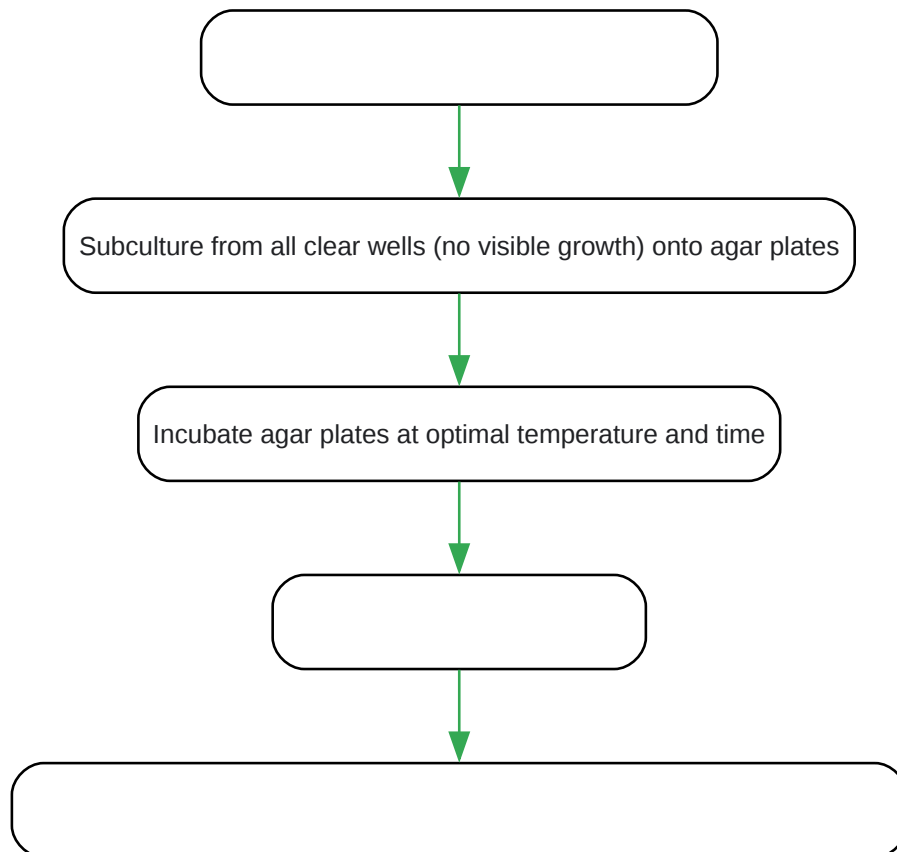 Subculture from all clear wells (no visible growth) onto agar plates
Incubate agar plates at optimal temperature and time